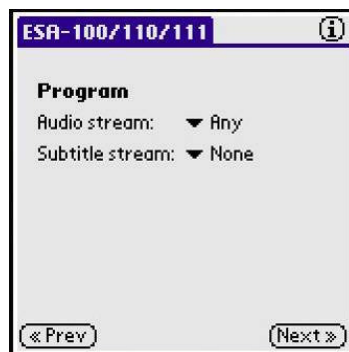 ESA-100/110/111
Program
Audio stream: Any
Subtitle stream: None
« Prev
Next »